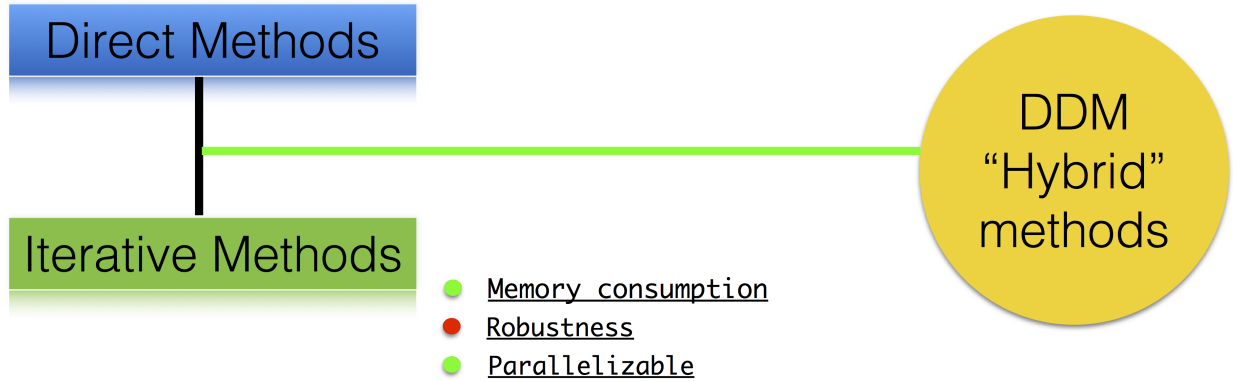 Direct Methods
DDM
“Hybrid”
methods
Iterative Methods
Memory consumption
Robustness
Parallelizable